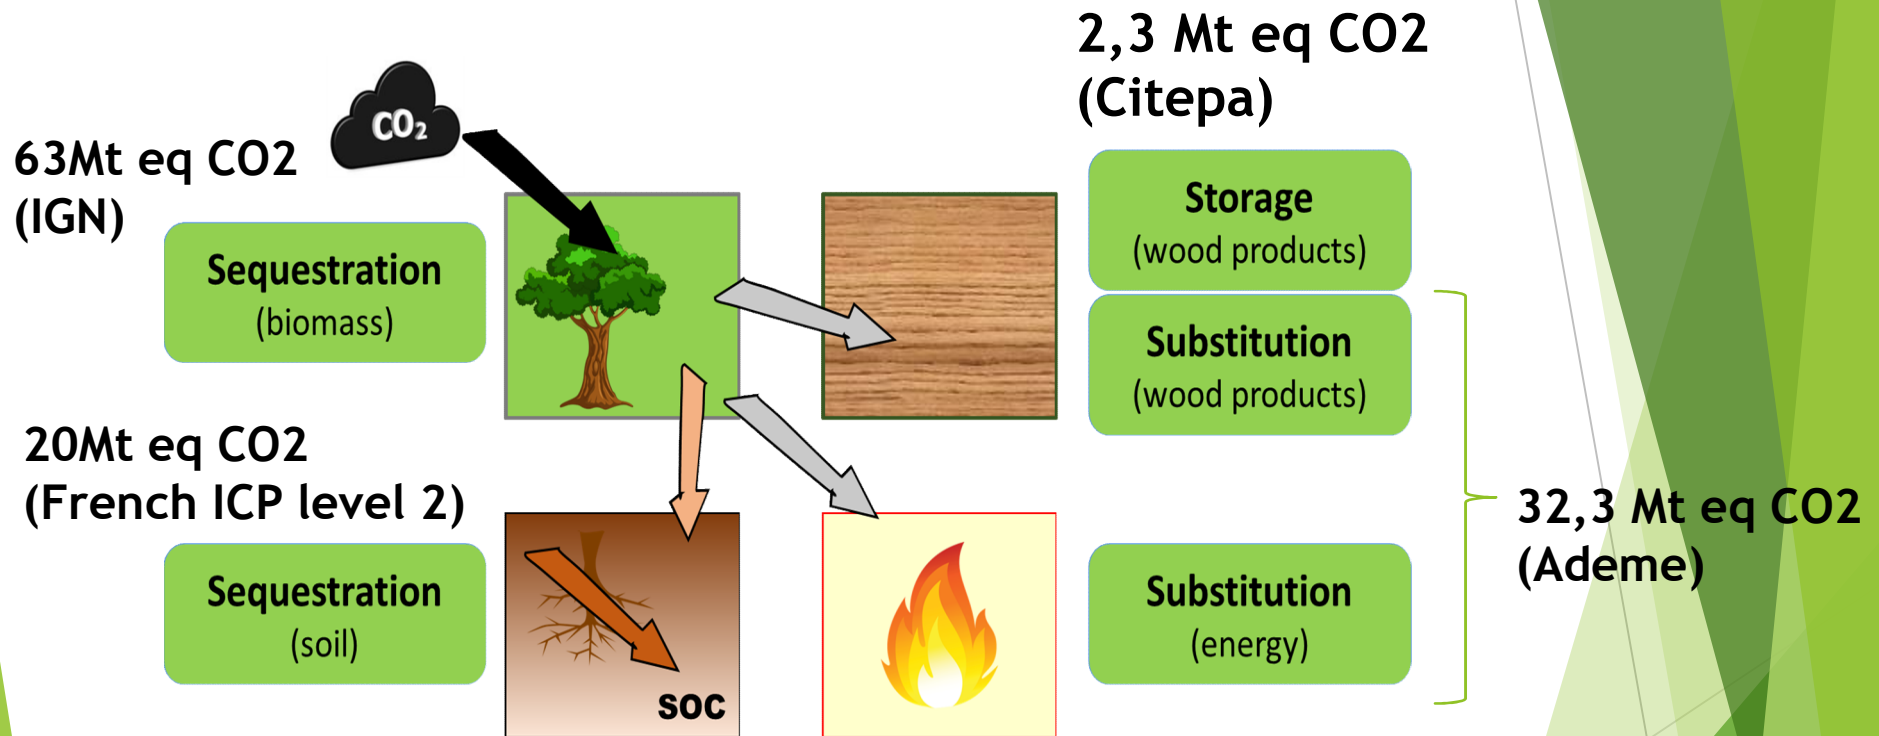 2,3 Mt eq CO2
(Citepa)
CO2
63Mt eq CO2
(IGN)
Sequestration
(biomass)
Storage
(wood products)
Substitution
(wood products)
20Mt eq CO2
(French ICP level 2)
Sequestration
(soil)
SOC
Substitution
(energy)
32,3 Mt eq CO2
(Ademe)